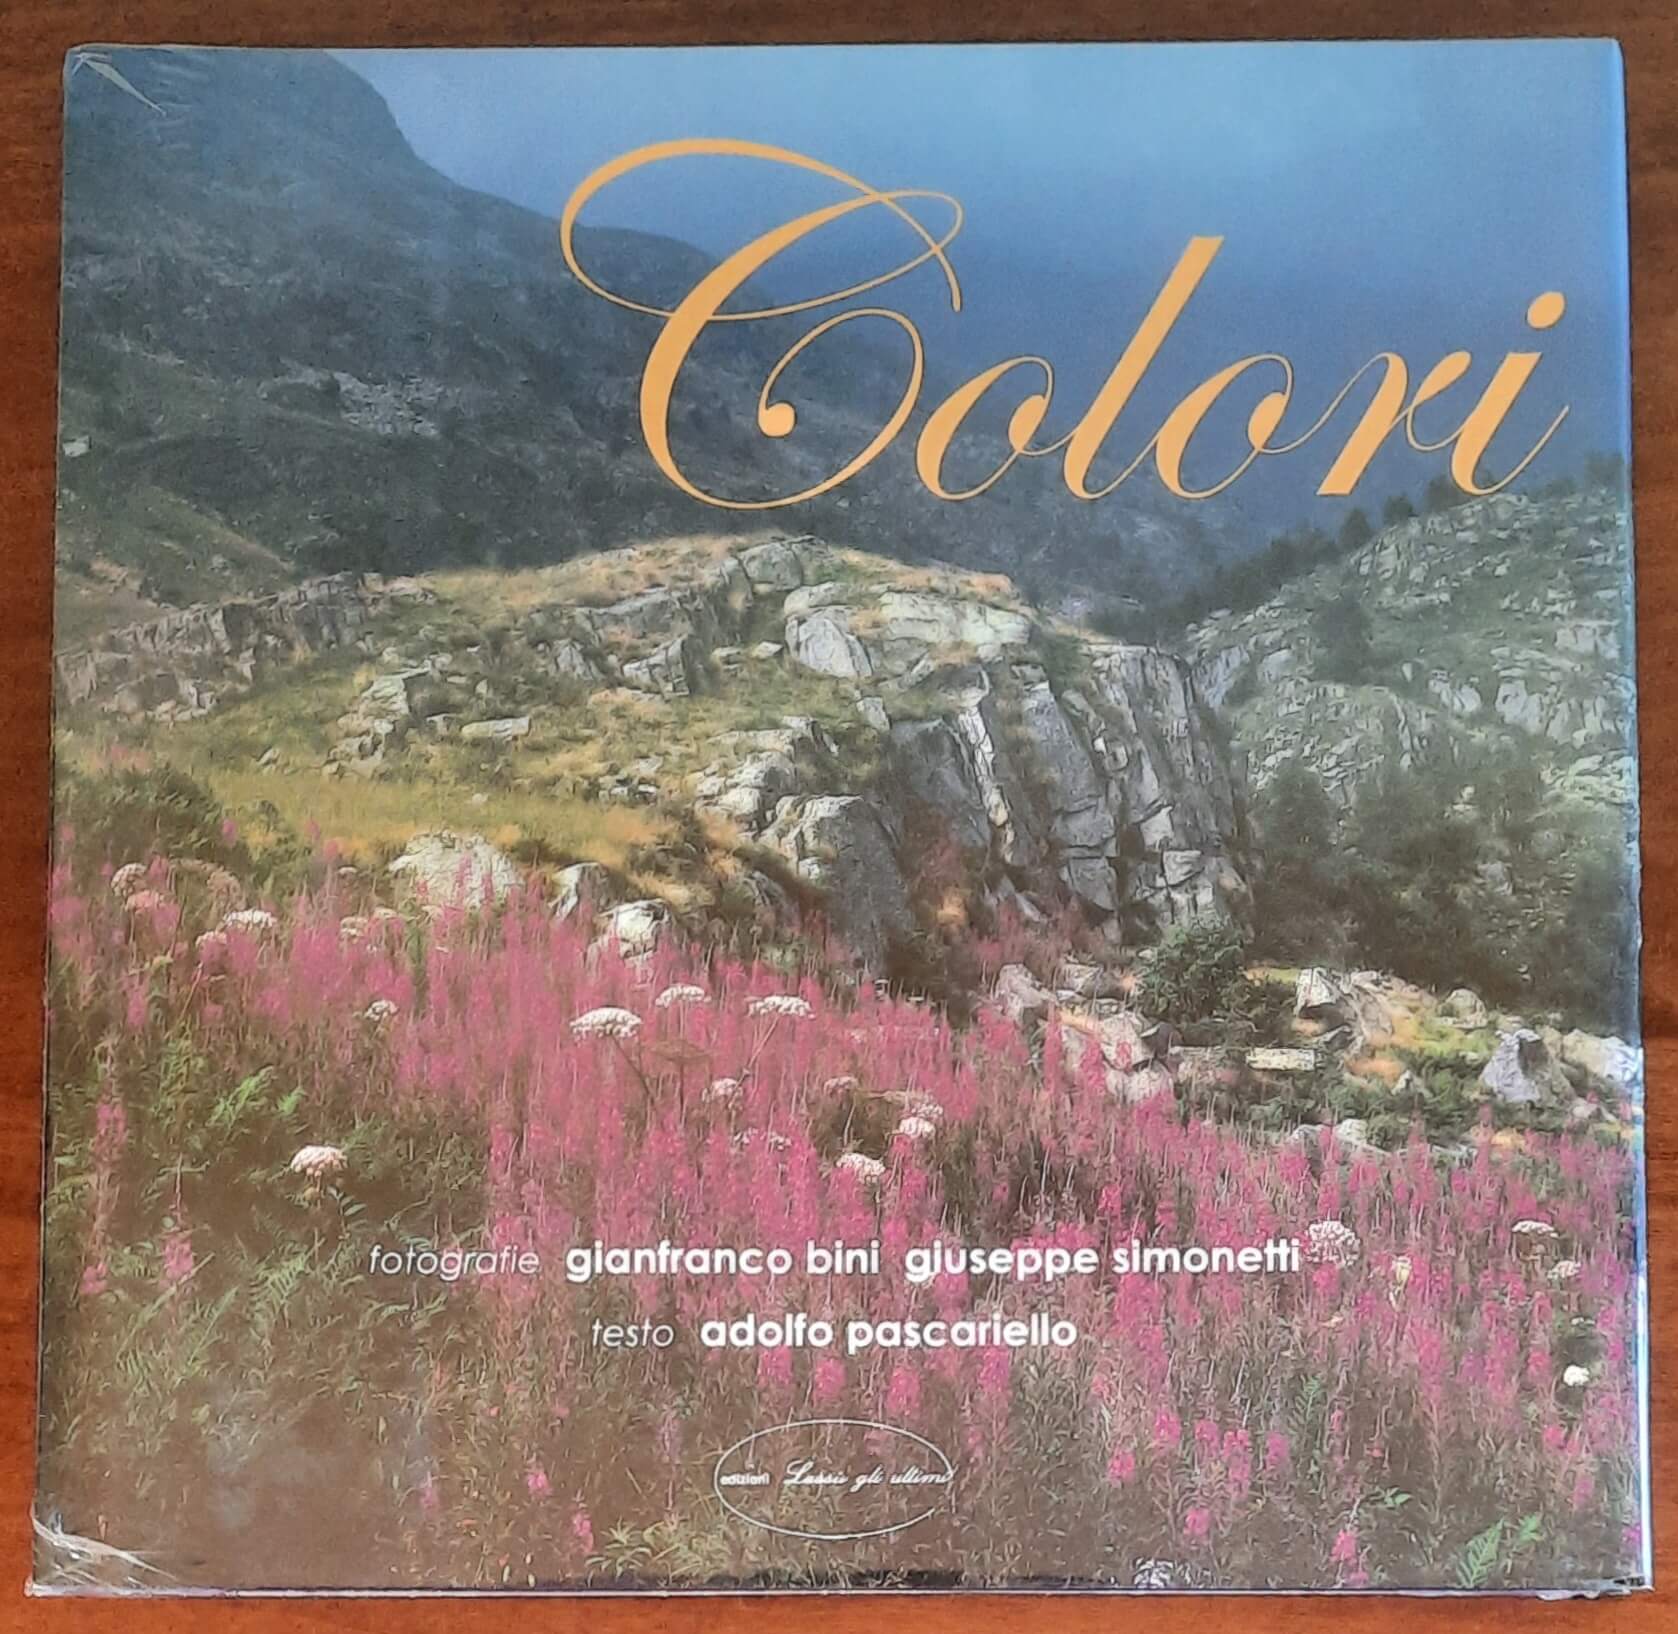 Colori
fotografie gianfranco bini giuseppe simonetti
testo adolfo pascariello
edizioni Lassù gli ultimi